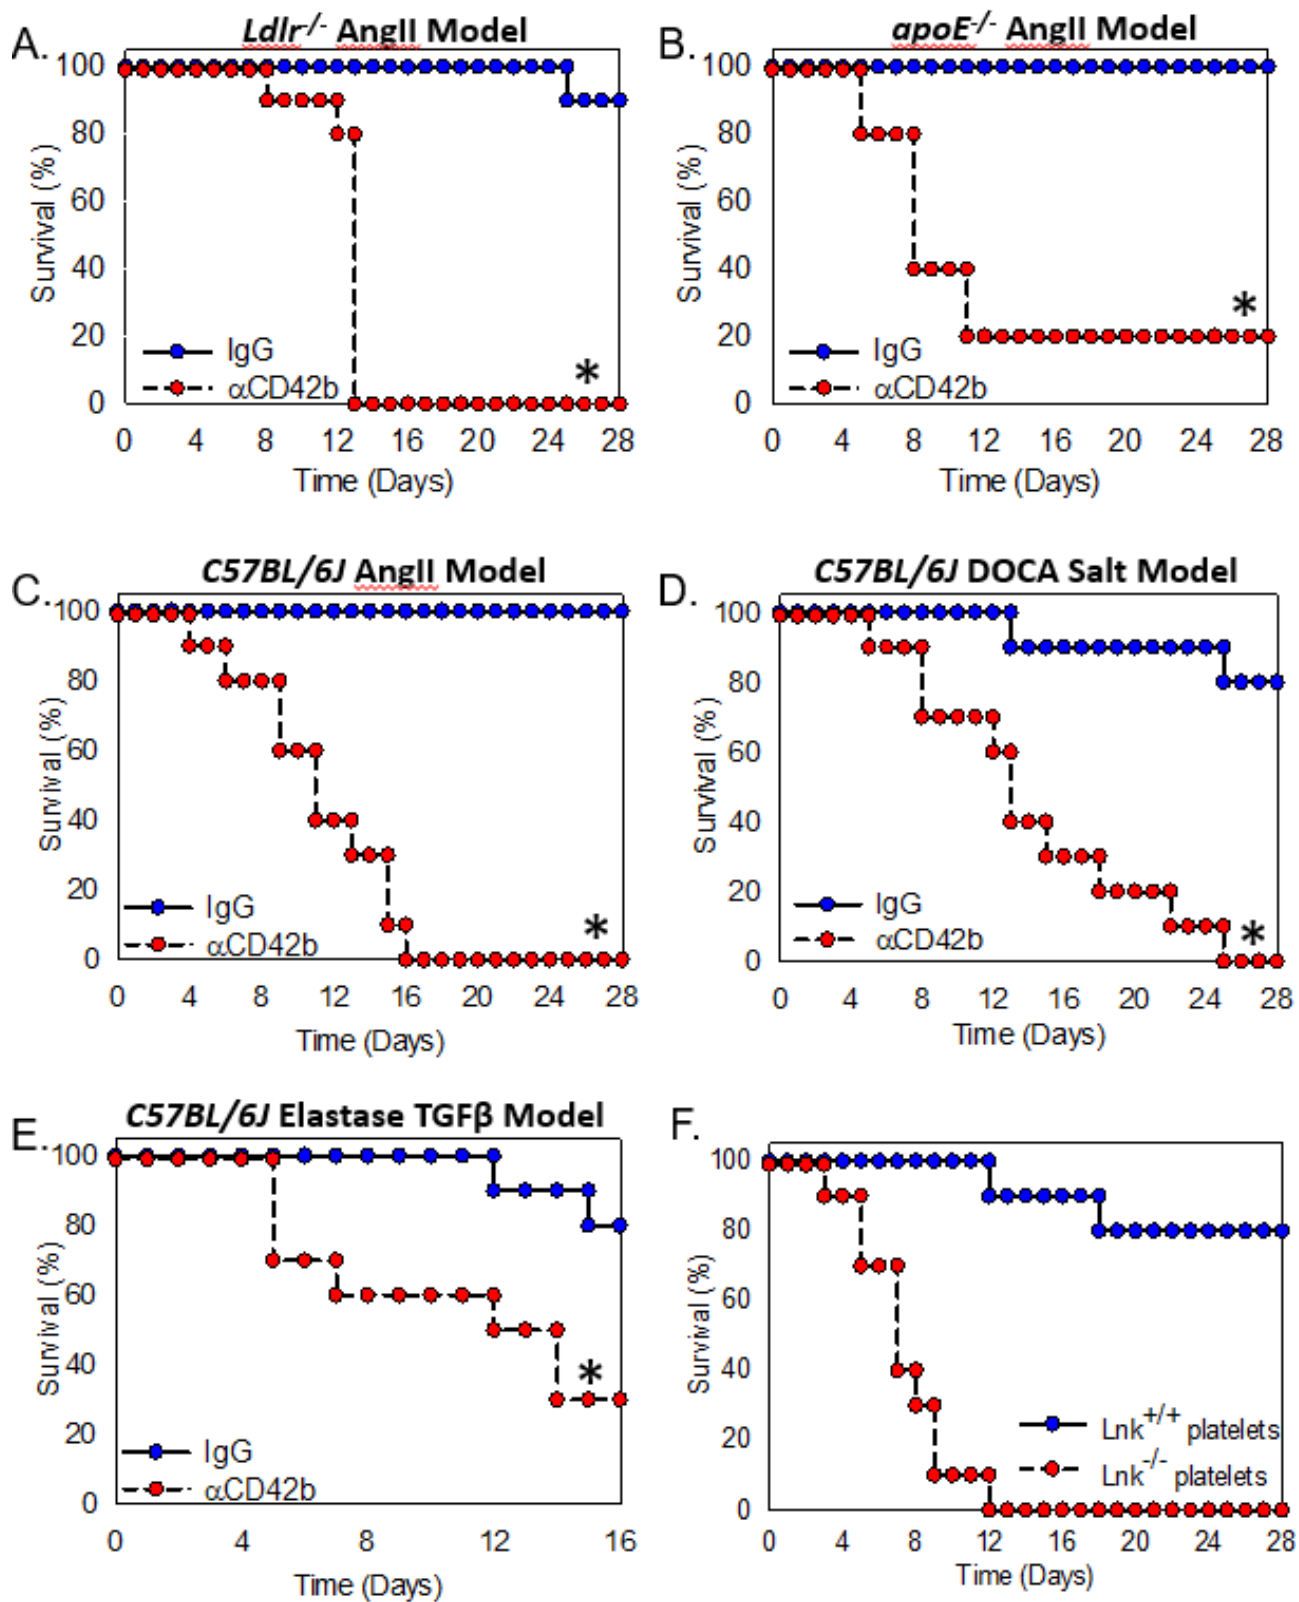 A.
Ldlr-/- AngII Model
100
80
60
40
20
0
Survival (%)
IgG
αCD42b
*
0 4 8 12 16 20 24 28
Time (Days)
B.
apoE-/- AngII Model
100
80
60
40
20
0
Survival (%)
IgG
αCD42b
*
0 4 8 12 16 20 24 28
Time (Days)
C.
C57BL/6J AngII Model
100
80
60
40
20
0
Survival (%)
IgG
αCD42b
*
0 4 8 12 16 20 24 28
Time (Days)
D.
C57BL/6J DOCA Salt Model
100
80
60
40
20
0
Survival (%)
IgG
αCD42b
*
0 4 8 12 16 20 24 28
Time (Days)
E.
C57BL/6J Elastase TGFβ Model
100
80
60
40
20
0
Survival (%)
IgG
αCD42b
*
0 4 8 12 16
Time (Days)
F.
100
80
60
40
20
0
Survival (%)
Lnk+/+ platelets
Lnk-/- platelets
0 4 8 12 16 20 24 28
Time (Days)